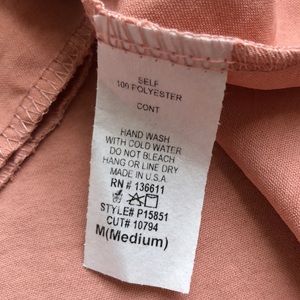 SELF
100 POLYESTER
CONT
HAND WASH
WITH COLD WATER
DO NOT BLEACH
HANG OR LINE DRY
MADE IN U.S.A.
RN # 136611
STYLE# P15851
CUT# 10794
M(Medium)